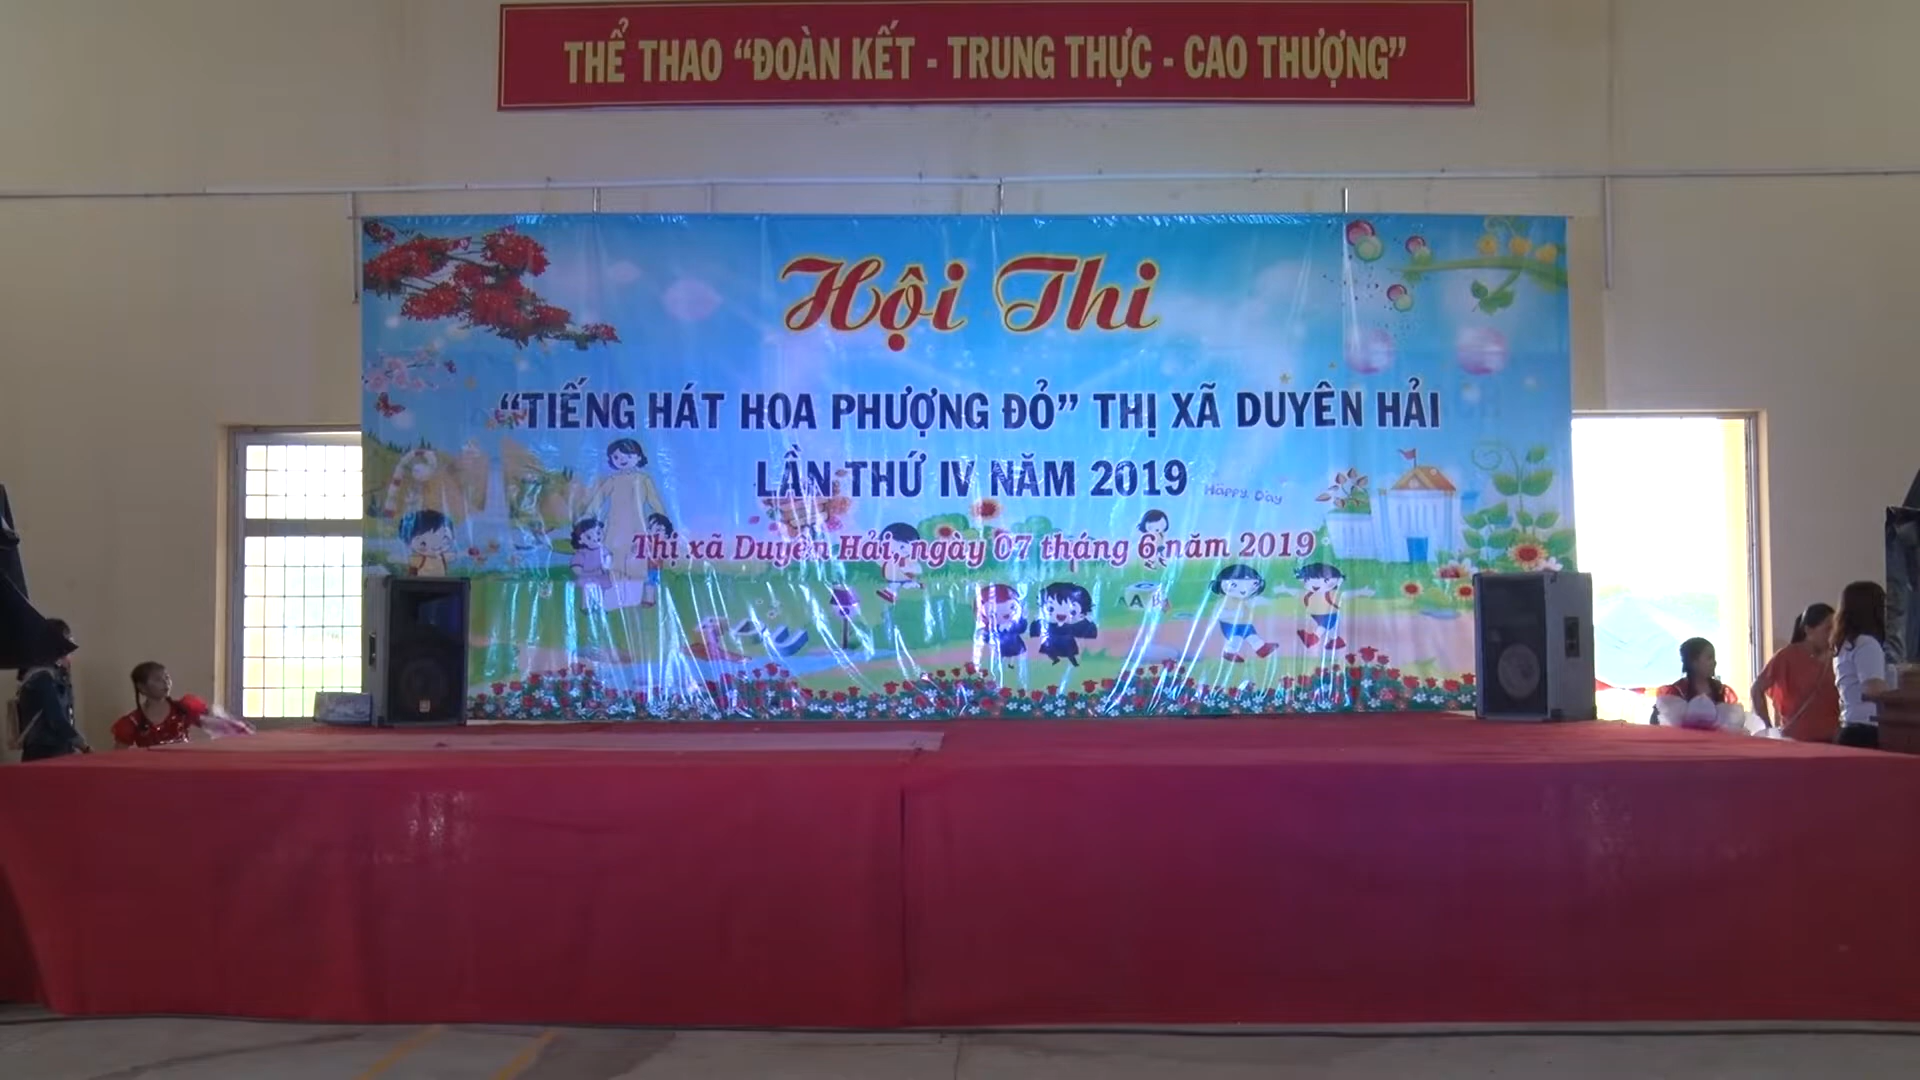 THỂ THAO “ĐOÀN KẾT - TRUNG THỰC - CAO THƯỢNG”
Hội Thi
“TIẾNG HÁT HOA PHƯỢNG ĐỎ” THỊ XÃ DUYÊN HẢI
LẦN THỨ IV NĂM 2019
Happy Day
Thị xã Duyên Hải, ngày 07 tháng 6 năm 2019
A B